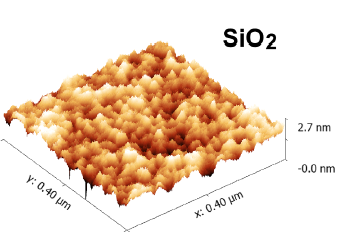 SiO2
2.7 nm
-0.0 nm
y: 0.40 µm
x: 0.40 µm